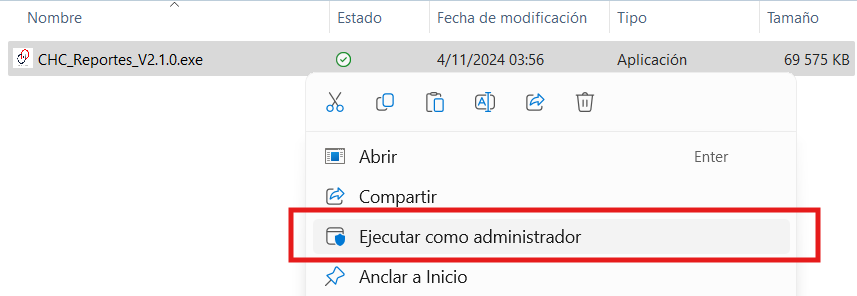 Nombre Estado Fecha de modificación Tipo Tamaño
CHC_Reportes_V2.1.0.exe 4/11/2024 03:56 Aplicación 69 575 KB
Abrir Enter
Compartir
Ejecutar como administrador
Anclar a Inicio